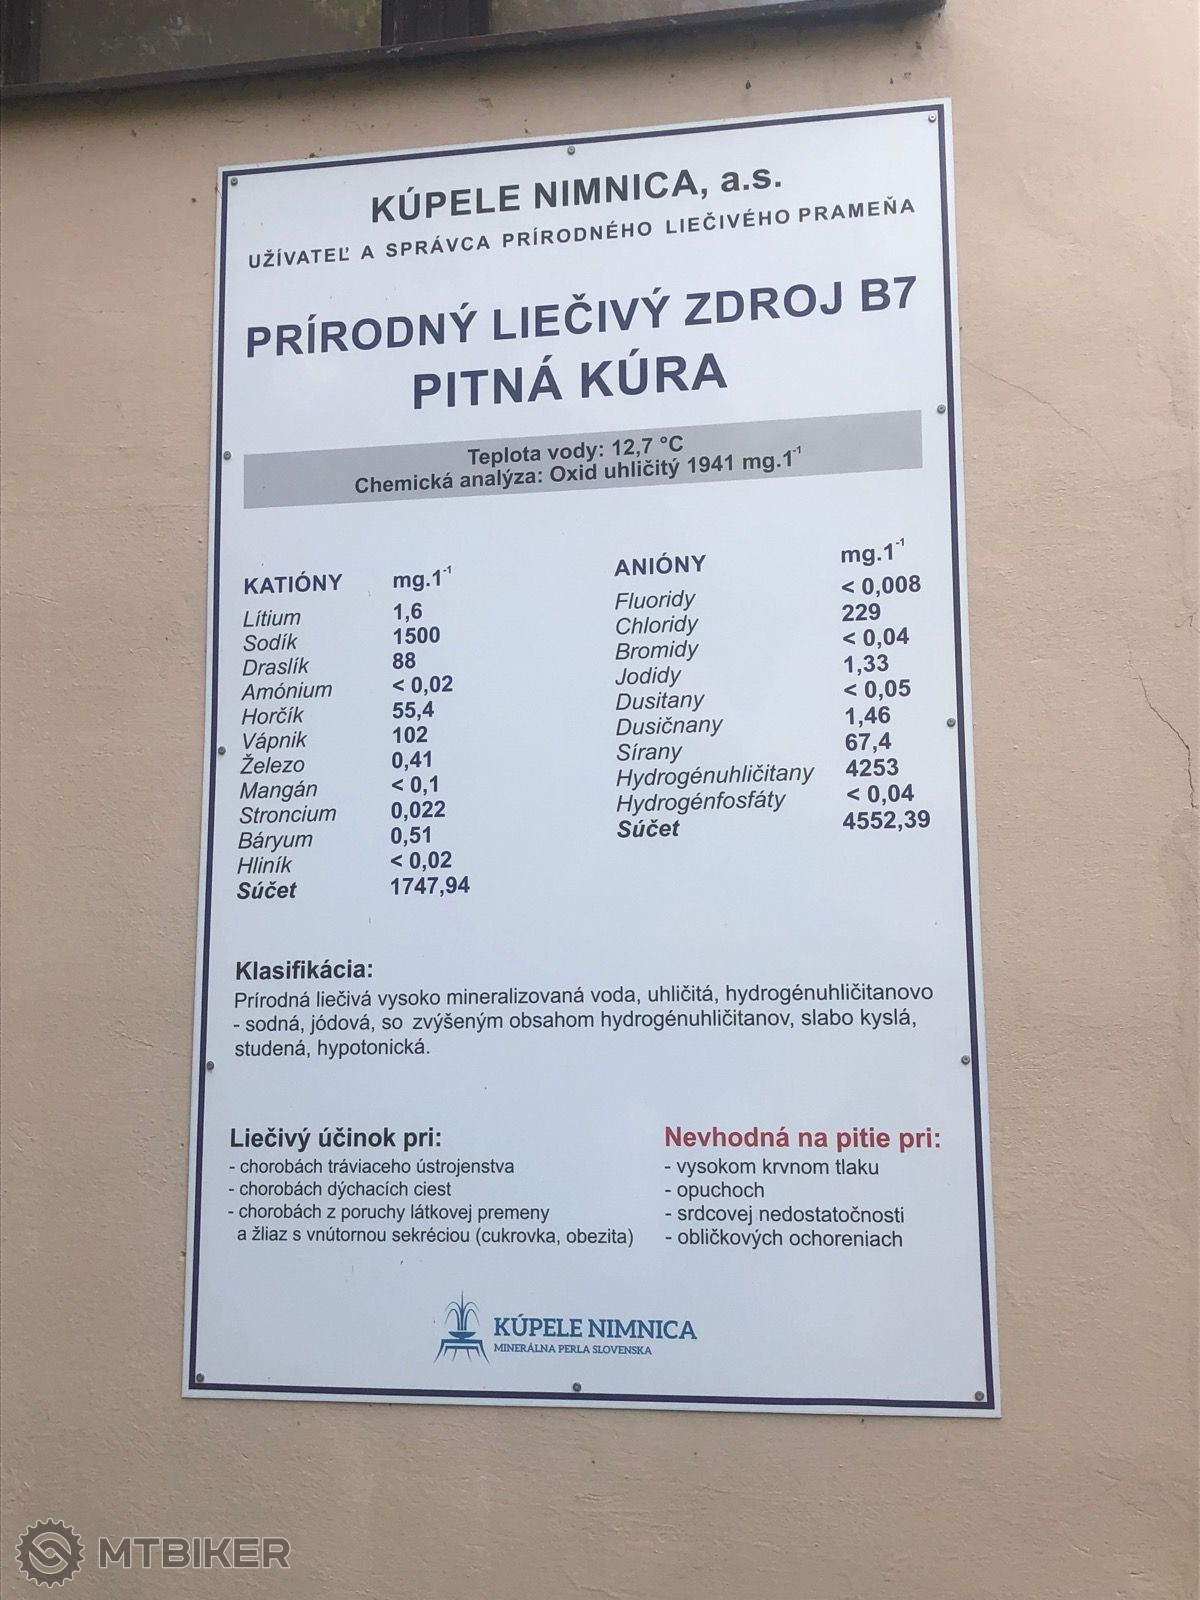 KÚPELE NIMNICA, a.s.
UŽÍVATEĽ A SPRÁVCA PRÍRODNÉHO LIEČIVÉHO PRAMEŇA
PRÍRODNÝ LIEČIVÝ ZDROJ B7
PITNÁ KÚRA
Teplota vody: 12,7 °C
Chemická analýza: Oxid uhličitý 1941 mg.1⁻¹
KATIÓNY mg.1⁻¹
Lítium 1,6
Sodík 1500
Draslík 88
Amónium < 0,02
Horčík 55,4
Vápnik 102
Železo 0,41
Mangán < 0,1
Stroncium 0,022
Báryum 0,51
Hliník < 0,02
Súčet 1747,94
ANIÓNY mg.1⁻¹
Fluoridy < 0,008
Chloridy 229
Bromidy < 0,04
Jodidy 1,33
Dusitany < 0,05
Dusičnany 1,46
Sírany 67,4
Hydrogénuhličitany 4253
Hydrogénfosfáty < 0,04
Súčet 4552,39
Klasifikácia:
Prírodná liečivá vysoko mineralizovaná voda, uhličitá, hydrogénuhličitanovo
- sodná, jódová, so zvýšeným obsahom hydrogénuhličitanov, slabo kyslá,
studená, hypotonická.
Liečivý účinok pri:
- chorobách tráviaceho ústrojenstva
- chorobách dýchacích ciest
- chorobách z poruchy látkovej premeny
a žliaz s vnútornou sekréciou (cukrovka, obezita)
Nevhodná na pitie pri:
- vysokom krvnom tlaku
- opuchoch
- srdcovej nedostatočnosti
- obličkových ochoreniach
KÚPELE NIMNICA
MINERÁLNA PERLA SLOVENSKA
MTBIKER